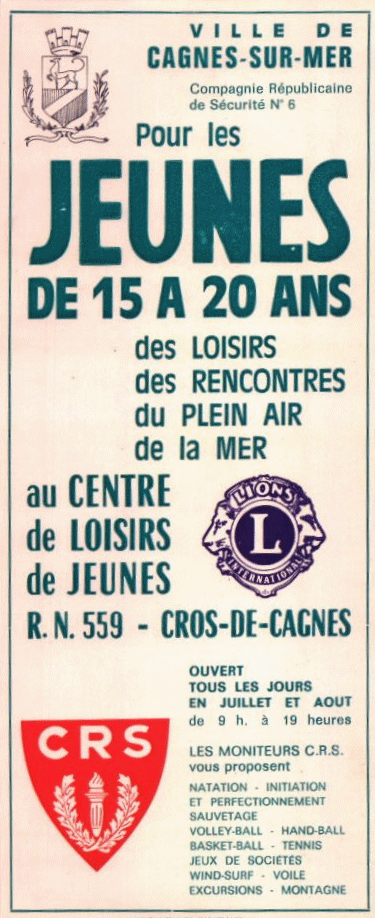 VILLE DE
CAGNES-SUR-MER
Compagnie Républicaine
de Sécurité N° 6
Pour les
JEUNES
DE 15 A 20 ANS
des LOISIRS
des RENCONTRES
du PLEIN AIR
de la MER
au CENTRE
de LOISIRS
de JEUNES
LIONS
L
INTERNATIONAL
R. N. 559 - CROS-DE-CAGNES
OUVERT
TOUS LES JOURS
EN JUILLET ET AOUT
de 9 h. à 19 heures
CRS
LES MONITEURS C.R.S.
vous proposent
NATATION - INITIATION
ET PERFECTIONNEMENT
SAUVETAGE
VOLLEY-BALL - HAND-BALL
BASKET-BALL - TENNIS
JEUX DE SOCIÉTÉS
WIND-SURF - VOILE
EXCURSIONS - MONTAGNE